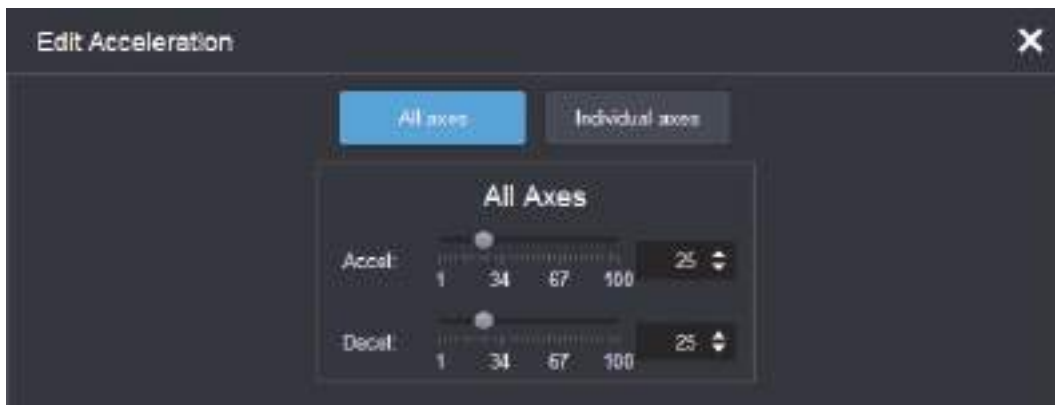 Edit Acceleration
All axes Individual axes
All Axes
Accel: 25
1 34 67 100
Decel: 25
1 34 67 100